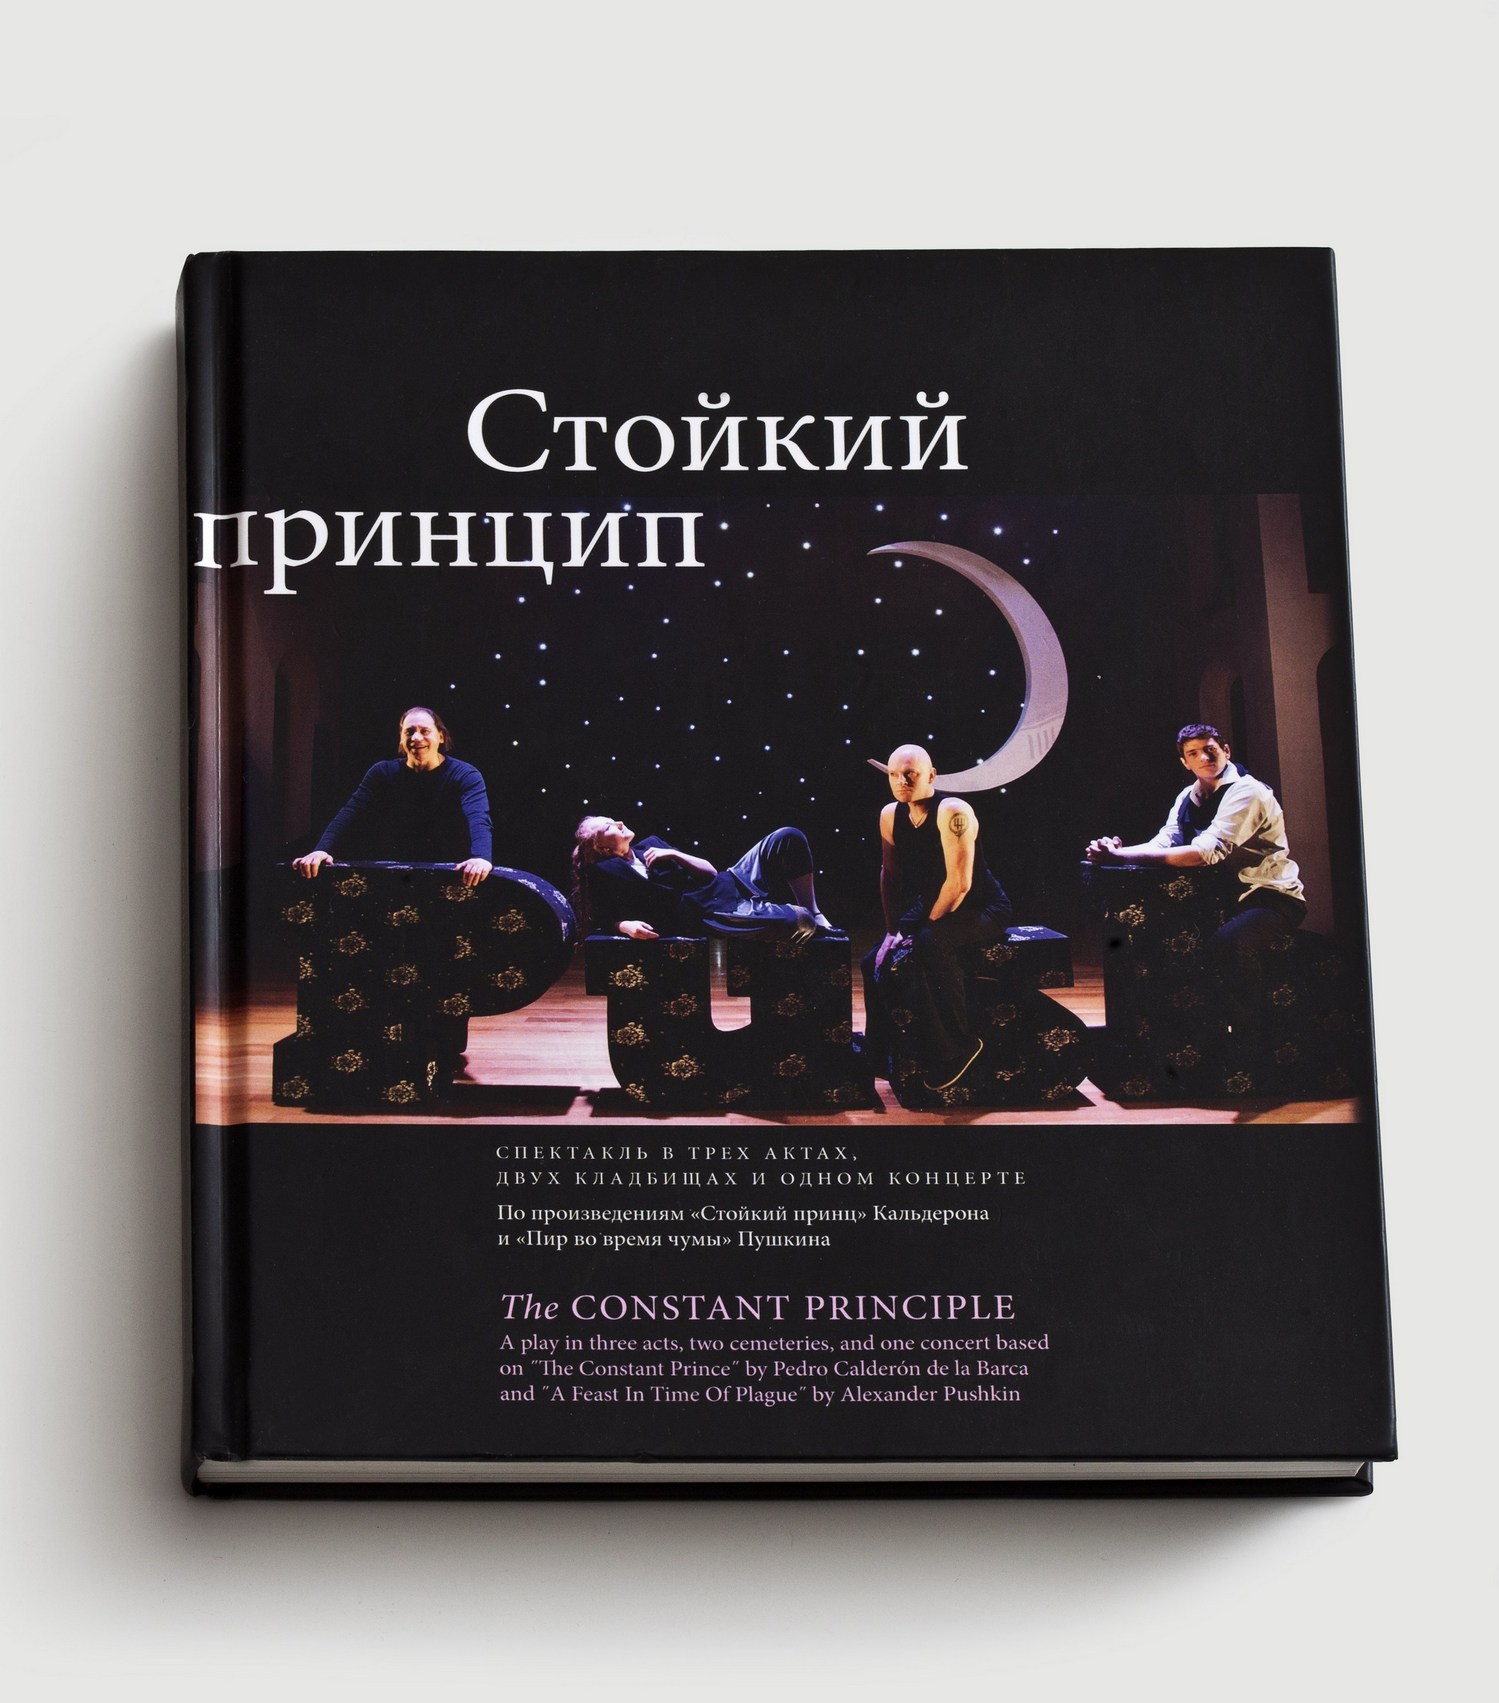 Стойкий
принцип
СПЕКТАКЛЬ В ТРЕХ АКТАХ,
ДВУХ КЛАДБИЩАХ И ОДНОМ КОНЦЕРТЕ
По произведениям «Стойкий принц» Кальдерона
и «Пир во время чумы» Пушкина
The CONSTANT PRINCIPLE
A play in three acts, two cemeteries, and one concert based
on "The Constant Prince" by Pedro Calderón de la Barca
and "A Feast In Time Of Plague" by Alexander Pushkin